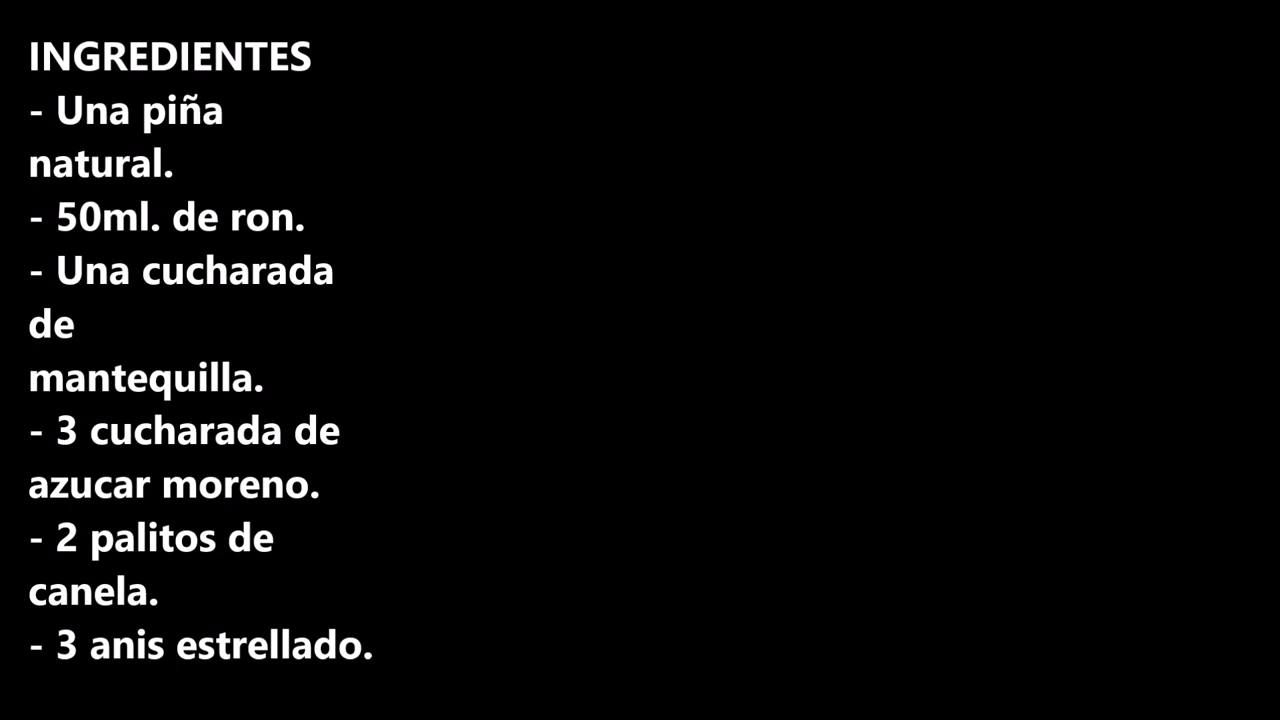 INGREDIENTES
- Una piña
natural.
- 50ml. de ron.
- Una cucharada
de
mantequilla.
- 3 cucharada de
azucar moreno.
- 2 palitos de
canela.
- 3 anis estrellado.